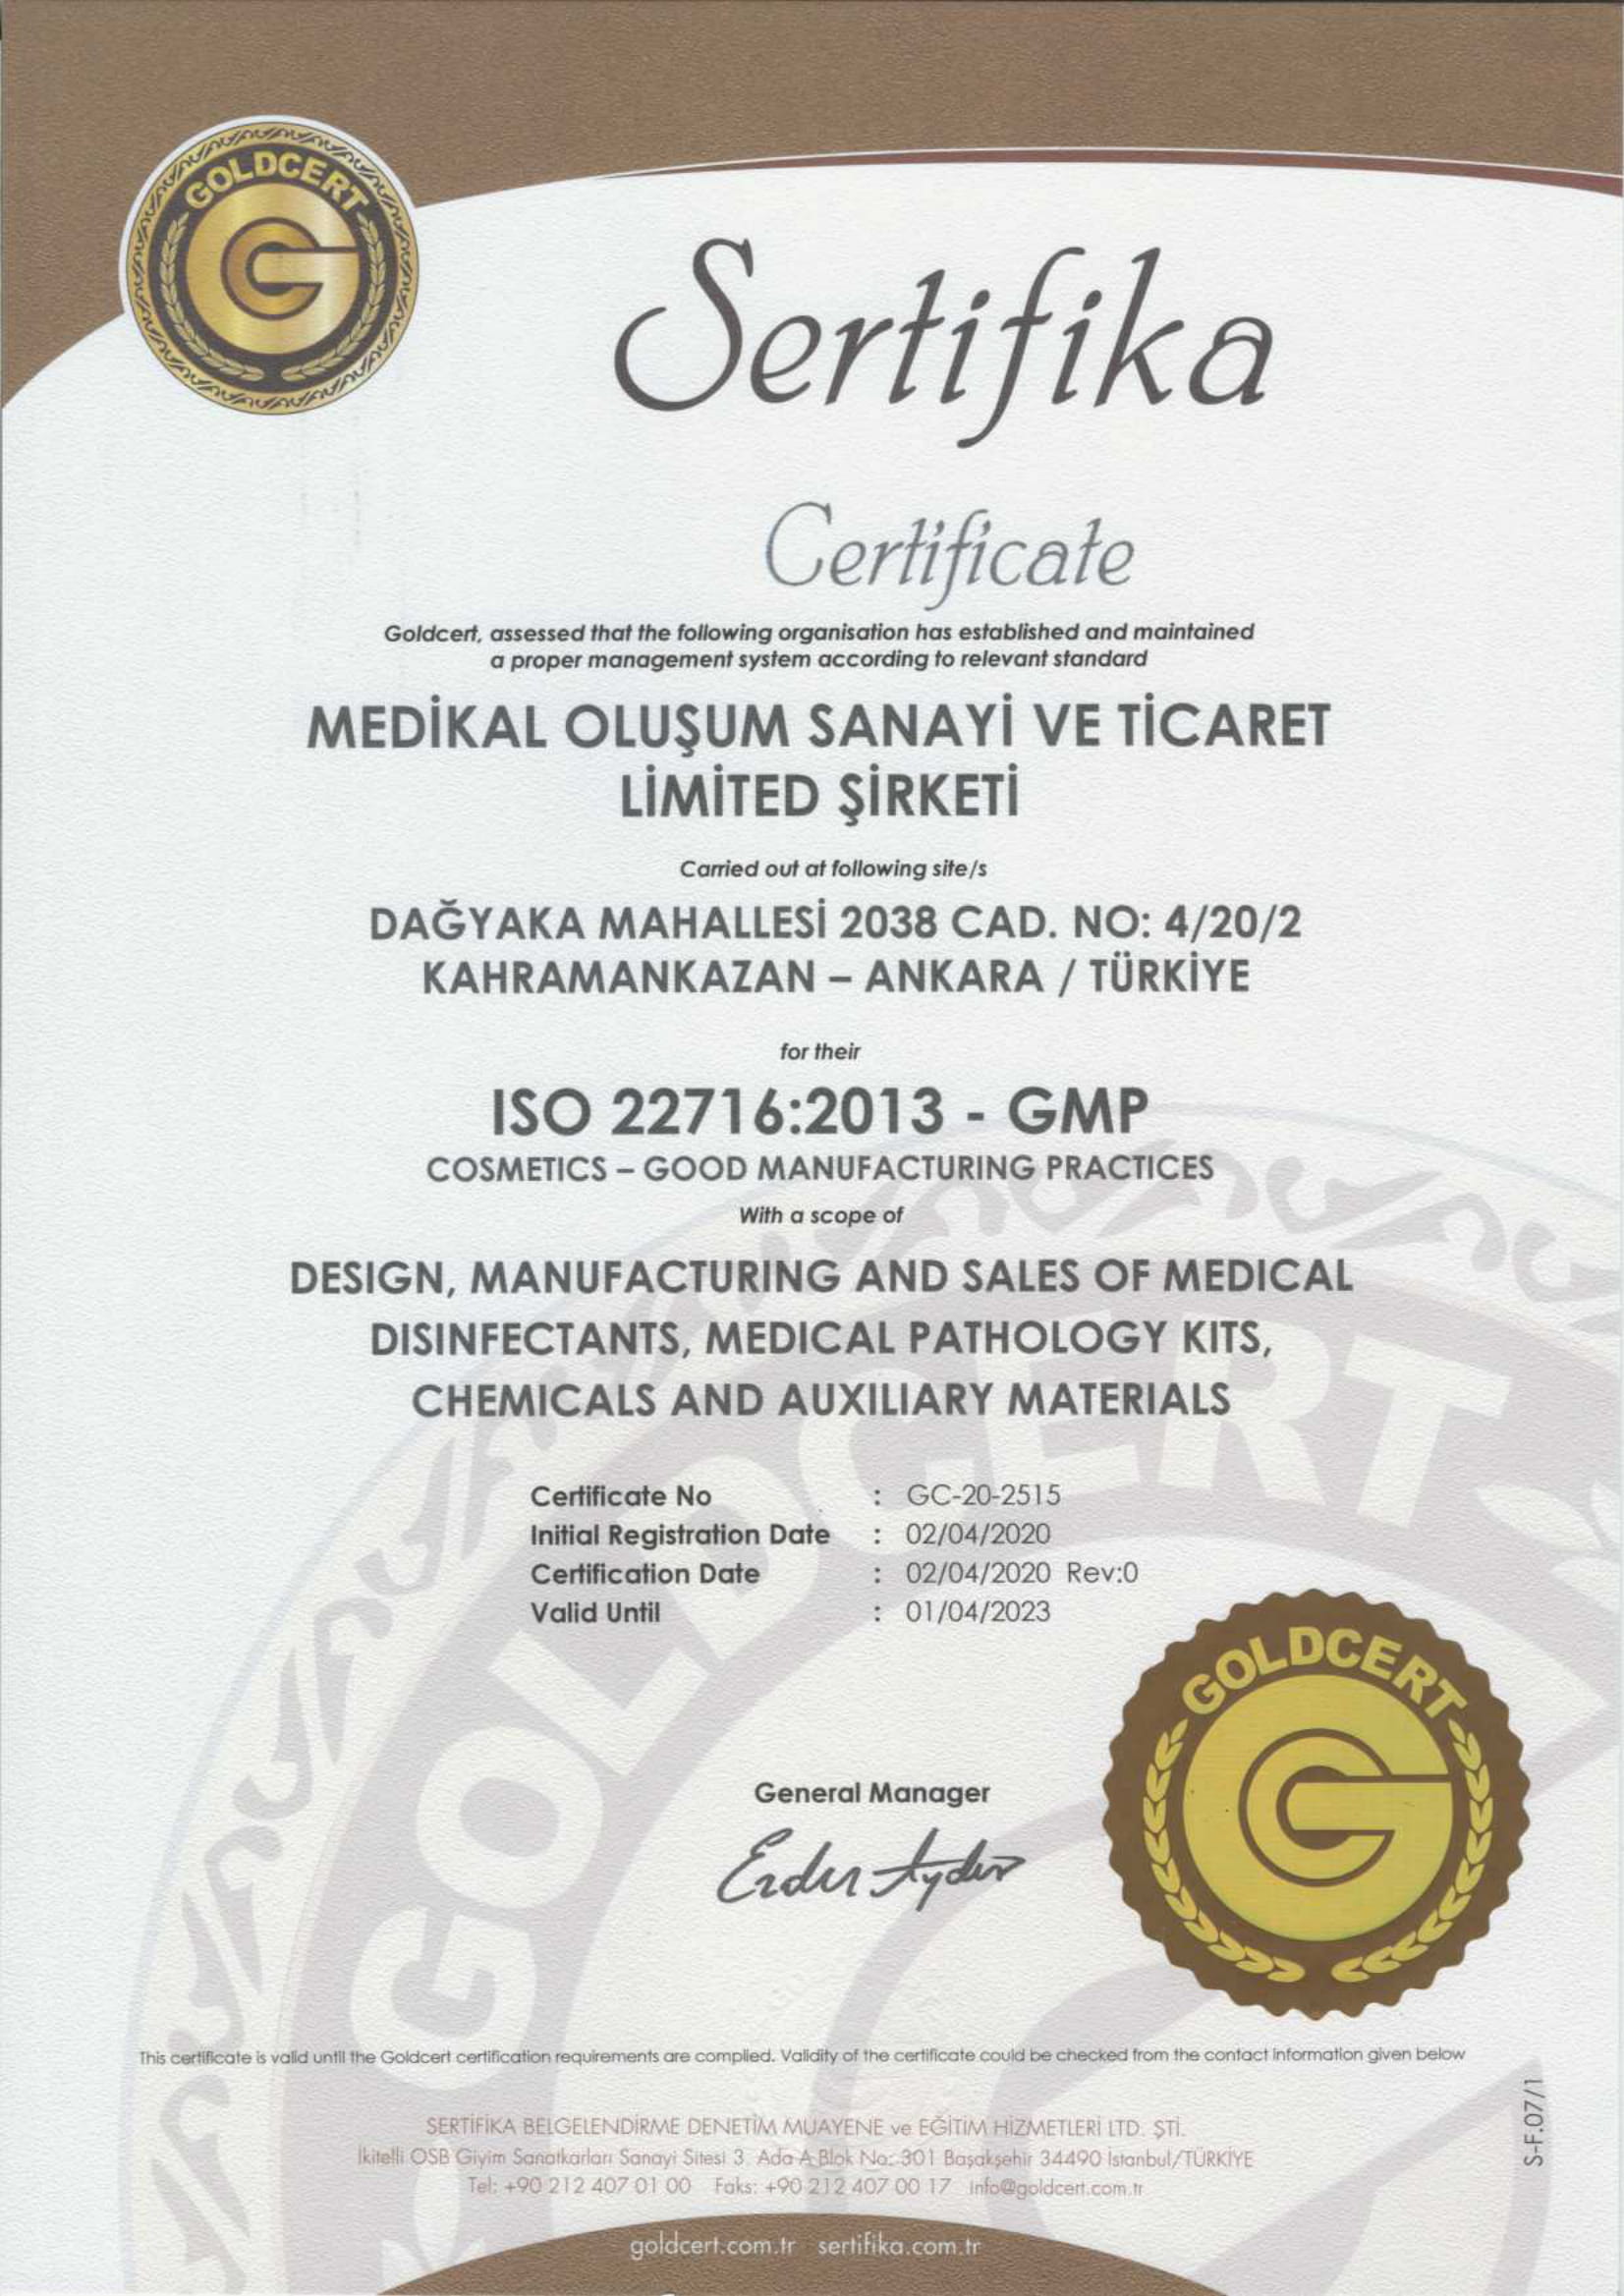 GOLDCERT
Sertifika
Certificate
Goldcert, assessed that the following organisation has established and maintained
a proper management system according to relevant standard
MEDİKAL OLUŞUM SANAYİ VE TİCARET
LİMİTED ŞİRKETİ
Carried out at following site/s
DAĞYAKA MAHALLESİ 2038 CAD. NO: 4/20/2
KAHRAMANKAZAN – ANKARA / TÜRKİYE
for their
ISO 22716:2013 - GMP
COSMETICS – GOOD MANUFACTURING PRACTICES
With a scope of
DESIGN, MANUFACTURING AND SALES OF MEDICAL
DISINFECTANTS, MEDICAL PATHOLOGY KITS,
CHEMICALS AND AUXILIARY MATERIALS
Certificate No : GC-20-2515
Initial Registration Date : 02/04/2020
Certification Date : 02/04/2020 Rev:0
Valid Until : 01/04/2023
GOLDCERT
GOLDCERT
General Manager
This certificate is valid until the Goldcert certification requirements are complied. Validity of the certificate could be checked from the contact information given below
SERTİFİKA BELGELENDİRME DENETİM MUAYENE ve EĞİTİM HİZMETLERİ LTD. ŞTİ.
İkitelli OSB Giyim Sanatkarları Sanayi Sitesi 3. Ada A Blok No: 301 Başakşehir 34490 İstanbul/TÜRKİYE
Tel: +90 212 407 01 00 Faks: +90 212 407 00 17 info@goldcert.com.tr
S-F.07/1
goldcert.com.tr sertifika.com.tr